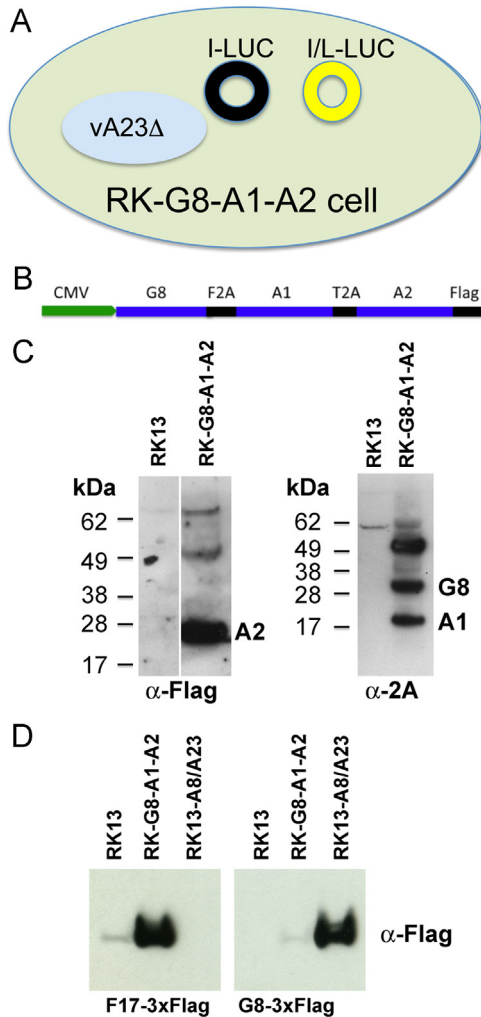 A
I-LUC I/L-LUC
vA23Δ
RK-G8-A1-A2 cell
B
CMV G8 F2A A1 T2A A2 Flag
C
RK13 RK-G8-A1-A2
kDa
62
49
38
28
17
A2
α-Flag
RK13 RK-G8-A1-A2
kDa
62
49
38
28
17
G8
A1
α-2A
D
RK13 RK-G8-A1-A2 RK13-A8/A23
RK13 RK-G8-A1-A2 RK13-A8/A23
α-Flag
F17-3xFlag G8-3xFlag